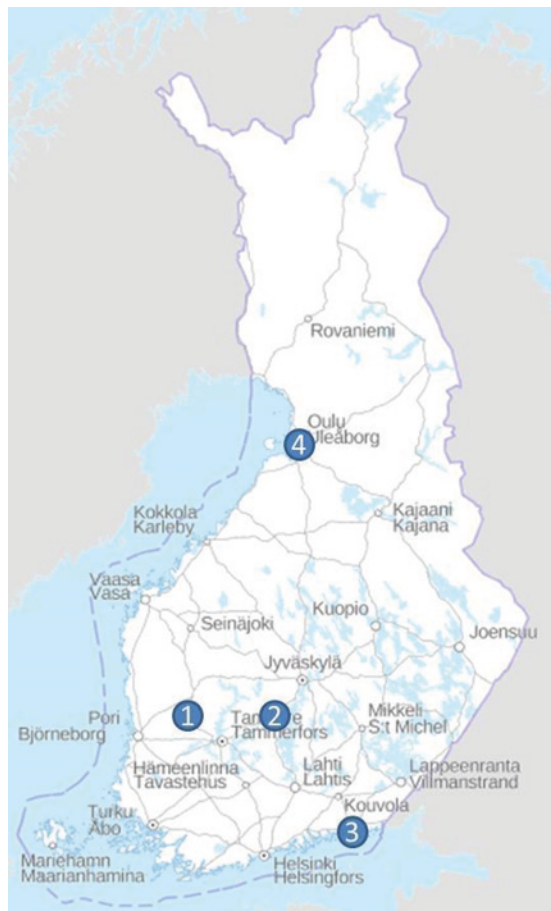 Rovaniemi
Oulu
4
Uleåborg
Kokkola
Karleby
Kajaani
Kajana
Vaasa
Vasa
Seinäjoki
Kuopio
Joensuu
Jyväskylä
1
2
Tammerfors
Pori
Björneborg
Mikkeli
S:t Michel
Hämeenlinna
Tavastehus
Lahti
Lahtis
Lappeenranta
Villmanstrand
Kouvola
3
Turku
Åbo
Mariehamn
Maarianhamina
Helsinki
Helsingfors